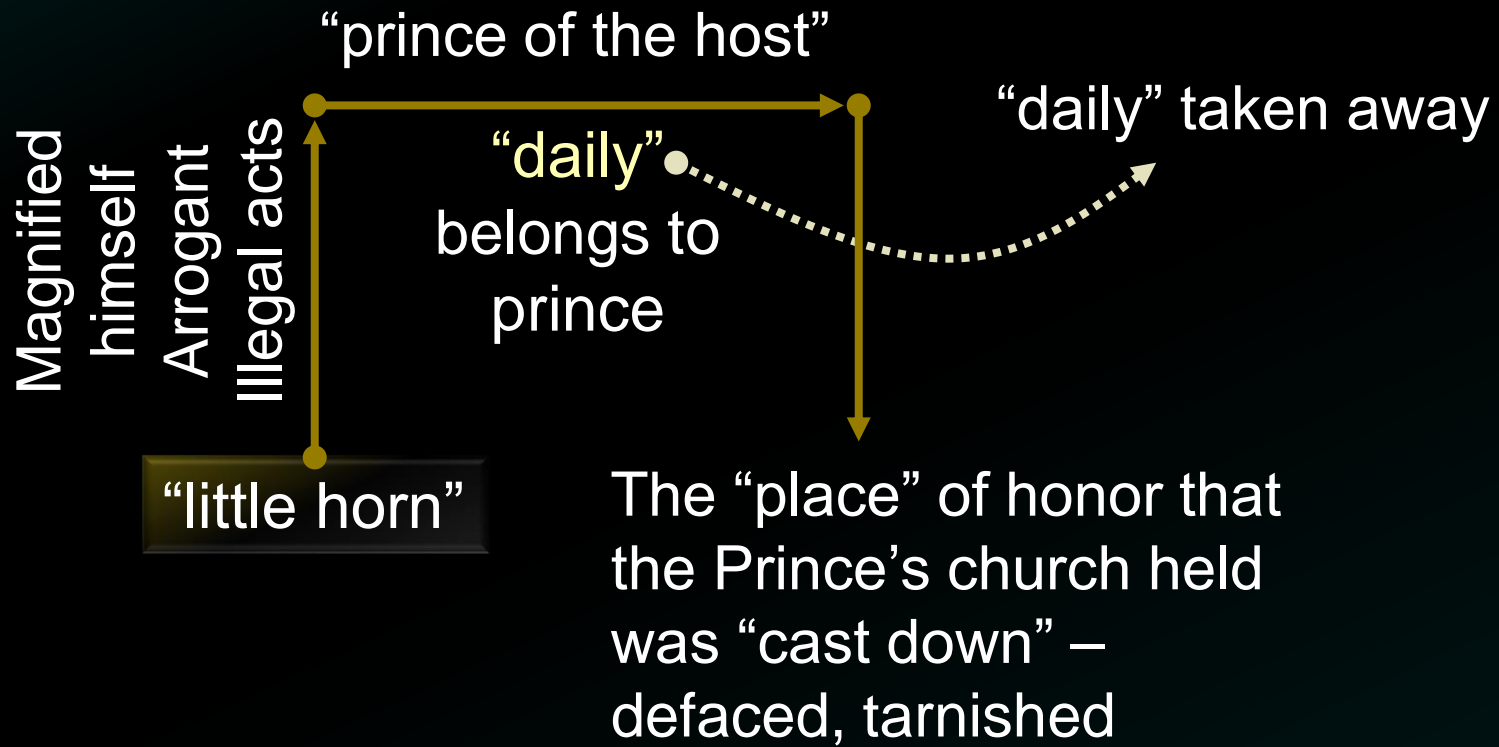 “prince of the host”
Magnified
himself
Arrogant
Illegal acts
“daily”
belongs to
prince
“daily” taken away
“little horn”
The “place” of honor that
the Prince’s church held
was “cast down” –
defaced, tarnished